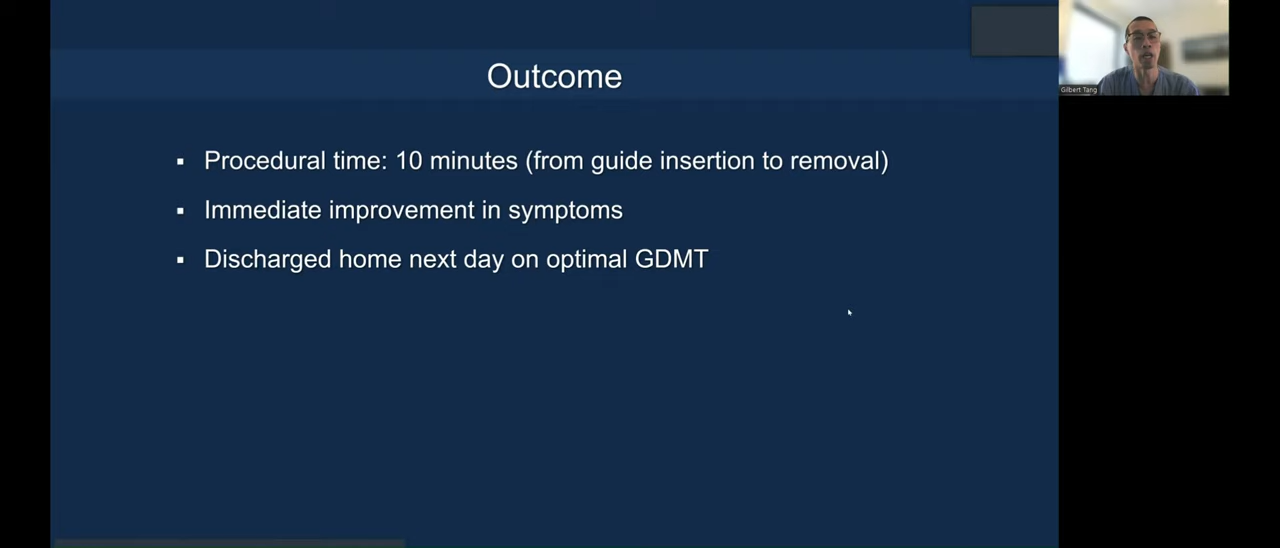 Outcome
▪ Procedural time: 10 minutes (from guide insertion to removal)
▪ Immediate improvement in symptoms
▪ Discharged home next day on optimal GDMT
Gilbert Tang